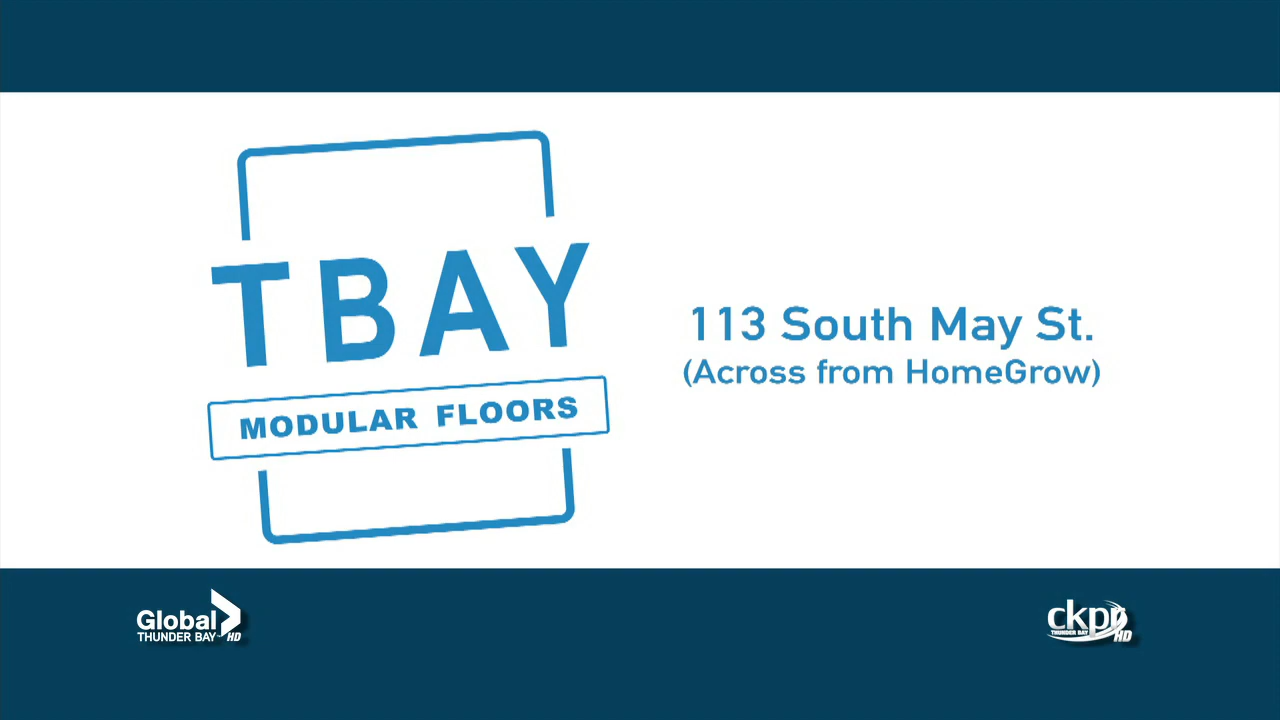 TBAY
MODULAR FLOORS
113 South May St.
(Across from HomeGrow)
Global
THUNDER BAY HD
ckpr
THUNDER BAY
HD